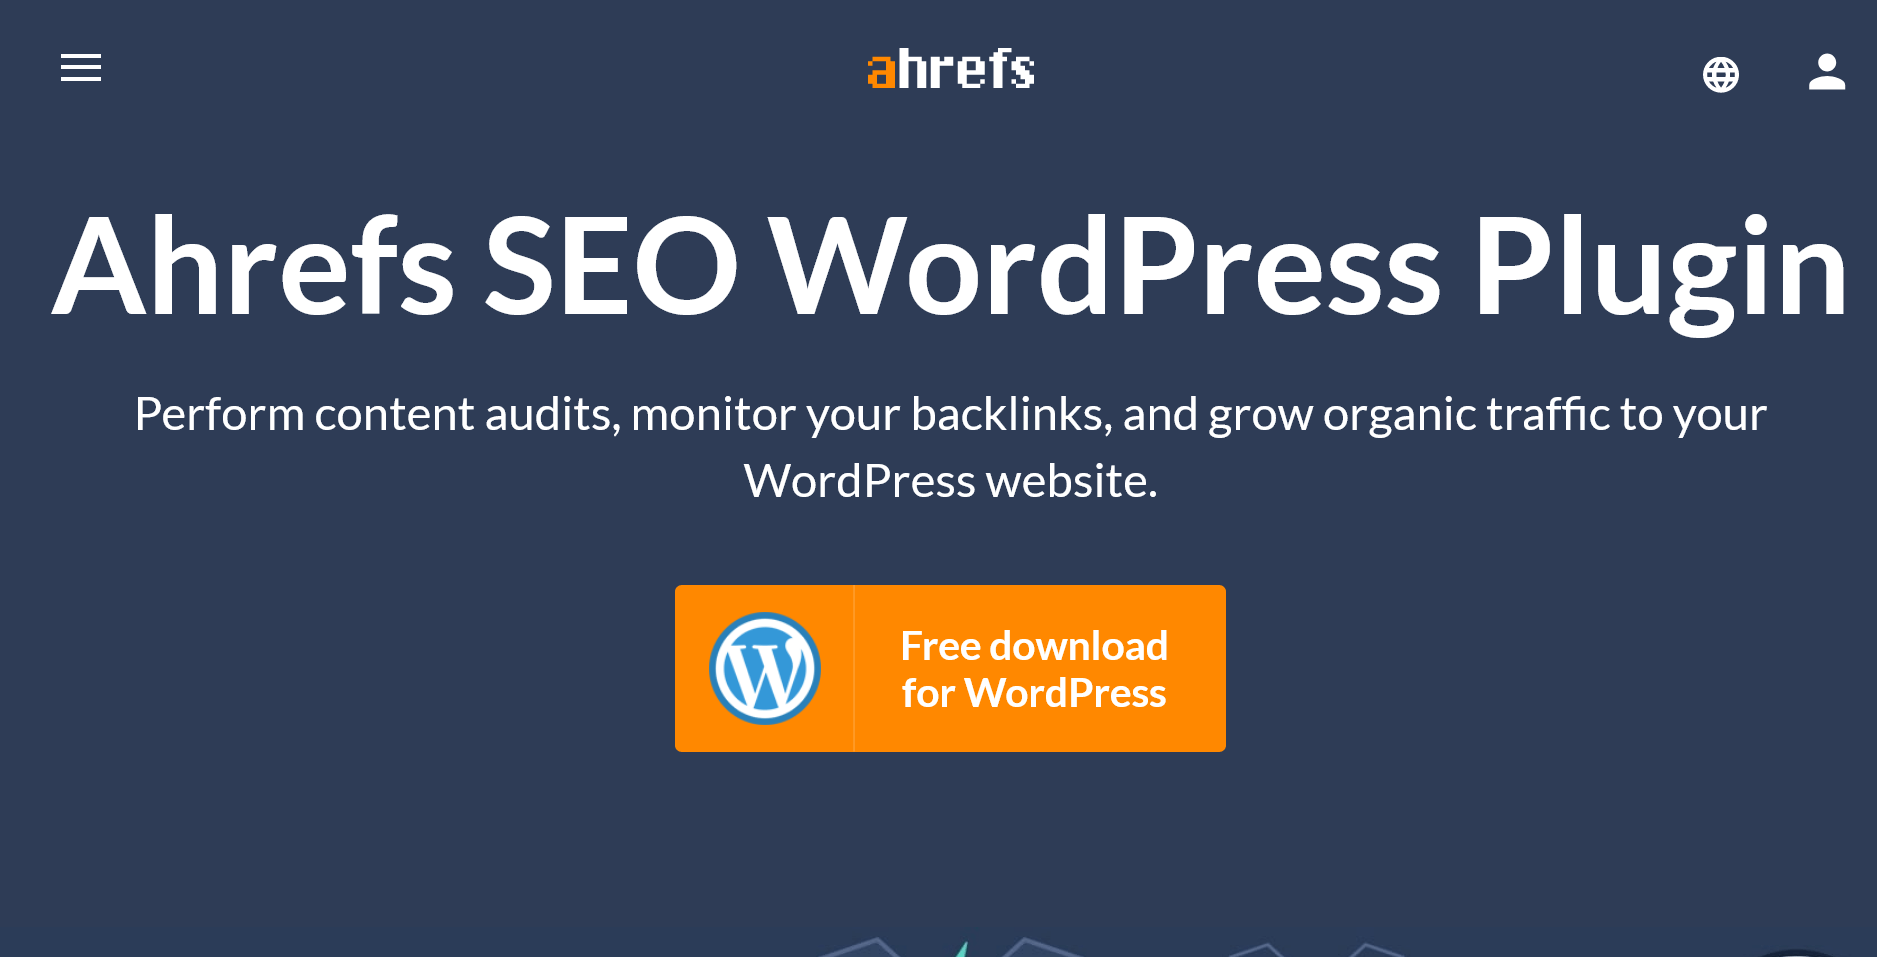 ahrefs
Ahrefs SEO WordPress Plugin
Perform content audits, monitor your backlinks, and grow organic traffic to your
WordPress website.
Free download
for WordPress